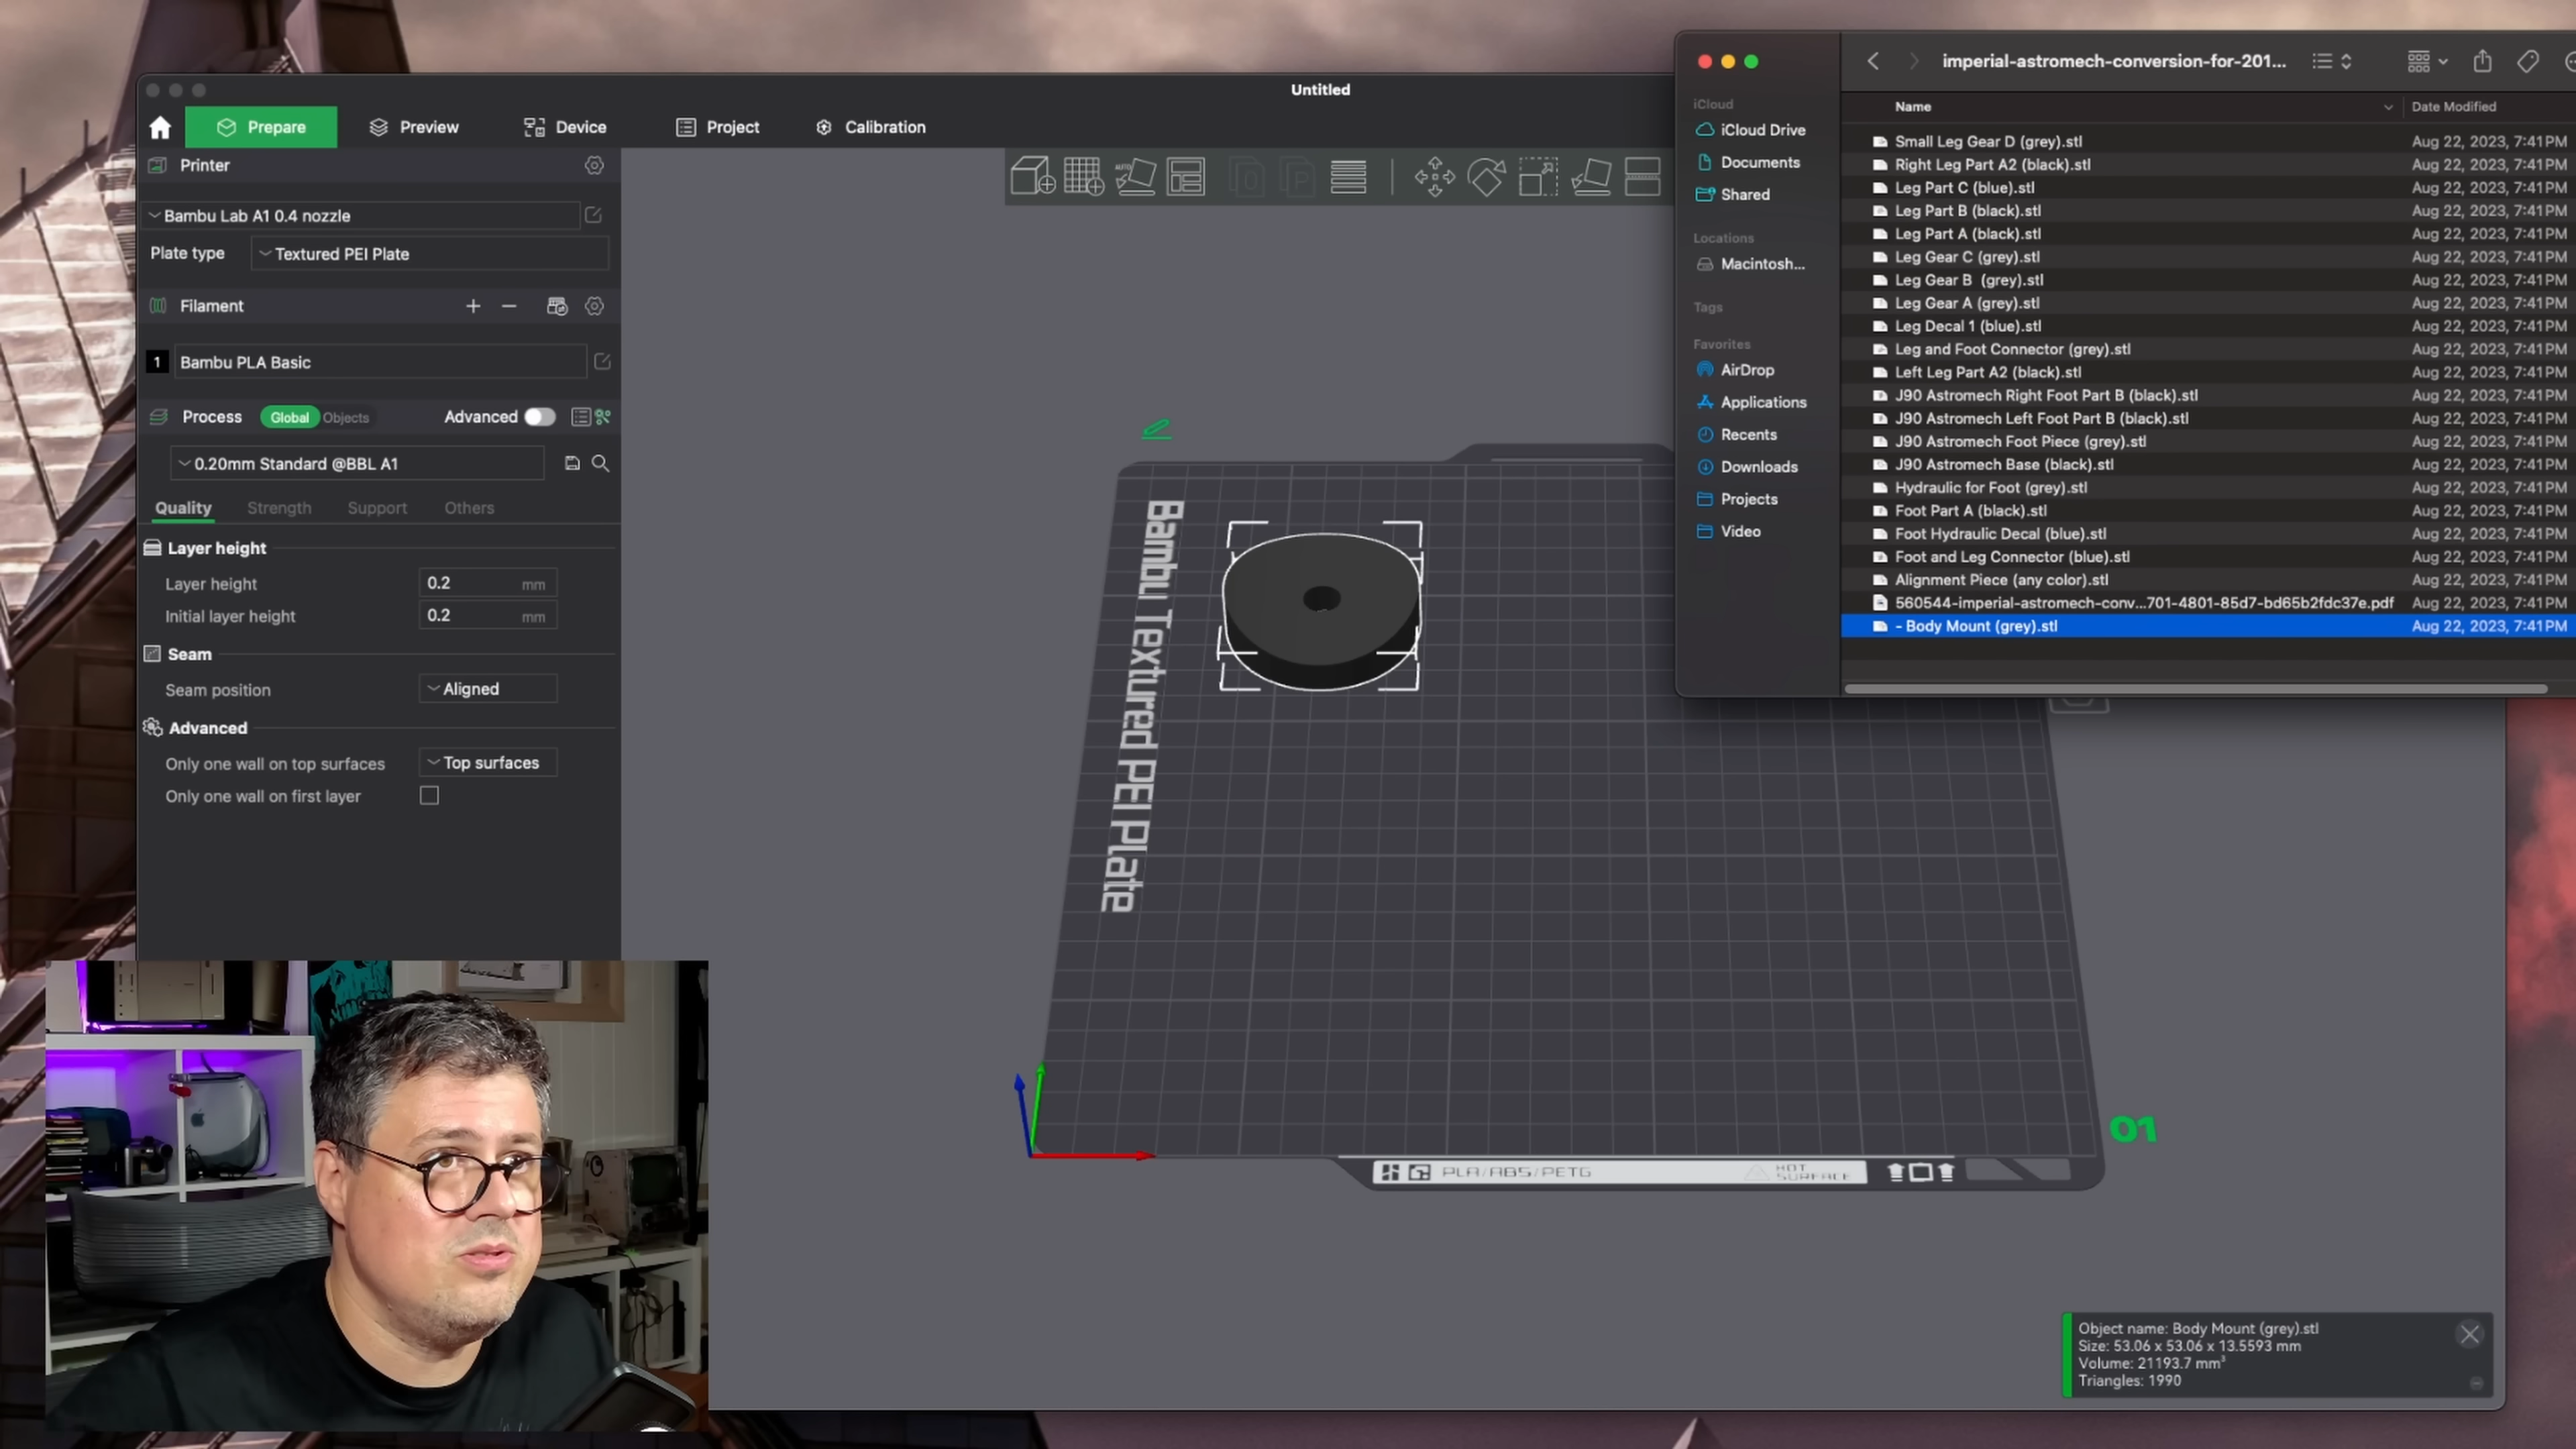 Untitled
Prepare
Preview
Device
Project
Calibration
Printer
Bambu Lab A1 0.4 nozzle
Plate type
Textured PEI Plate
Filament
1
Bambu PLA Basic
Process
Global
Objects
Advanced
0.20mm Standard @BBL A1
Quality
Strength
Support
Others
Layer height
Layer height
0.2
mm
Initial layer height
0.2
mm
Seam
Seam position
Aligned
Advanced
Only one wall on top surfaces
Top surfaces
Only one wall on first layer
AUTO
Bambu Textured PEI Plate
PLA/ABS/PETG
HOT
SURFACE
01
imperial-astromech-conversion-for-201...
iCloud
iCloud Drive
Documents
Shared
Locations
Macintosh...
Tags
Favorites
AirDrop
Applications
Recents
Downloads
Projects
Video
Name
Date Modified
Small Leg Gear D (grey).stl Aug 22, 2023, 7:41 PM
Right Leg Part A2 (black).stl Aug 22, 2023, 7:41 PM
Leg Part C (blue).stl Aug 22, 2023, 7:41 PM
Leg Part B (black).stl Aug 22, 2023, 7:41 PM
Leg Part A (black).stl Aug 22, 2023, 7:41 PM
Leg Gear C (grey).stl Aug 22, 2023, 7:41 PM
Leg Gear B  (grey).stl Aug 22, 2023, 7:41 PM
Leg Gear A (grey).stl Aug 22, 2023, 7:41 PM
Leg Decal 1 (blue).stl Aug 22, 2023, 7:41 PM
Leg and Foot Connector (grey).stl Aug 22, 2023, 7:41 PM
Left Leg Part A2 (black).stl Aug 22, 2023, 7:41 PM
J90 Astromech Right Foot Part B (black).stl Aug 22, 2023, 7:41 PM
J90 Astromech Left Foot Part B (black).stl Aug 22, 2023, 7:41 PM
J90 Astromech Foot Piece (grey).stl Aug 22, 2023, 7:41 PM
J90 Astromech Base (black).stl Aug 22, 2023, 7:41 PM
Hydraulic for Foot (grey).stl Aug 22, 2023, 7:41 PM
Foot Part A (black).stl Aug 22, 2023, 7:41 PM
Foot Hydraulic Decal (blue).stl Aug 22, 2023, 7:41 PM
Foot and Leg Connector (blue).stl Aug 22, 2023, 7:41 PM
Alignment Piece (any color).stl Aug 22, 2023, 7:41 PM
560544-imperial-astromech-conv...701-4801-85d7-bd65b2fdc37e.pdf Aug 22, 2023, 7:41 PM
- Body Mount (grey).stl Aug 22, 2023, 7:41 PM
Object name: Body Mount (grey).stl
Size: 53.06 x 53.06 x 13.5593 mm
Volume: 21193.7 mm³
Triangles: 1990